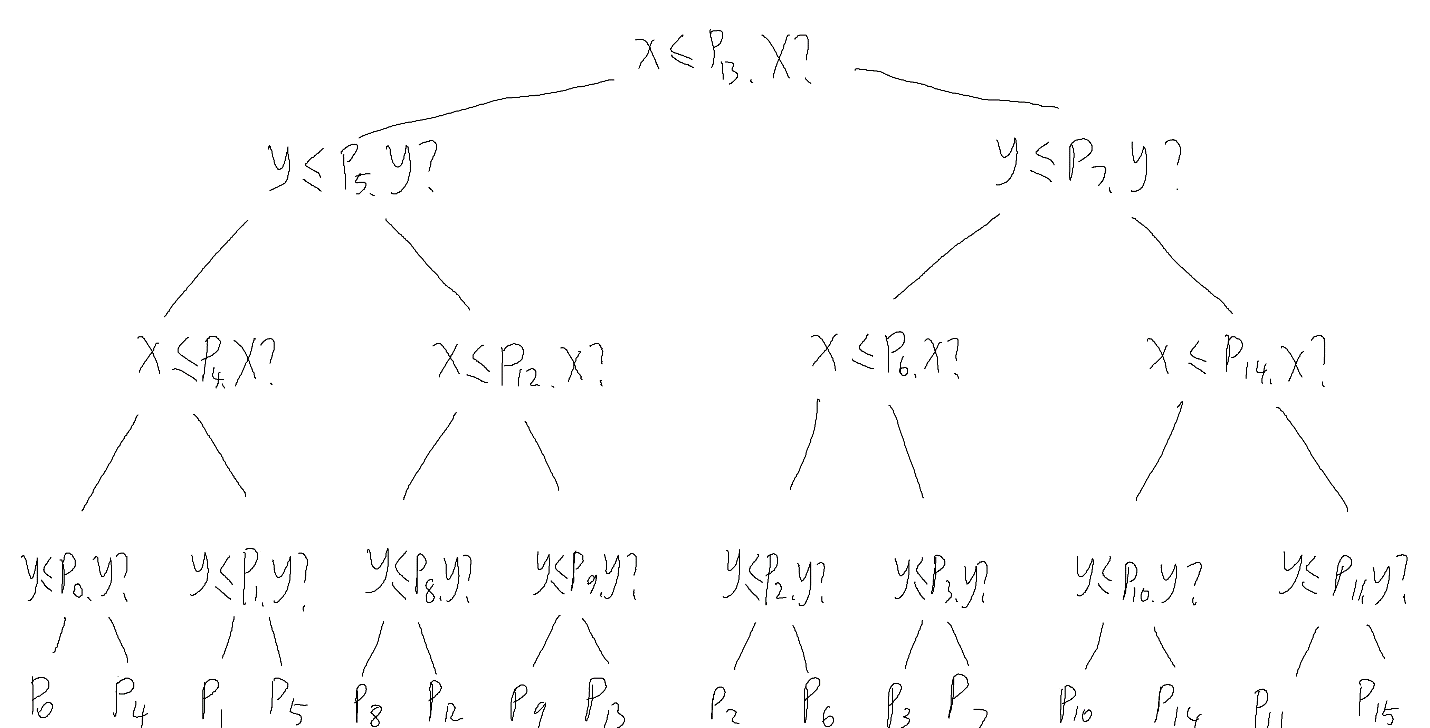 x ≤ P₁₃.x?
y ≤ P₅.y? y ≤ P₇.y?
x ≤ P₄.x? x ≤ P₁₂.x? x ≤ P₆.x? x ≤ P₁₄.x?
y ≤ P₀.y? y ≤ P₁.y? y ≤ P₈.y? y ≤ P₉.y? y ≤ P₂.y? y ≤ P₃.y? y ≤ P₁₀.y? y ≤ P₁₁.y?
P₀ P₄ P₁ P₅ P₈ P₁₂ P₉ P₁₃ P₂ P₆ P₃ P₇ P₁₀ P₁₄ P₁₁ P₁₅